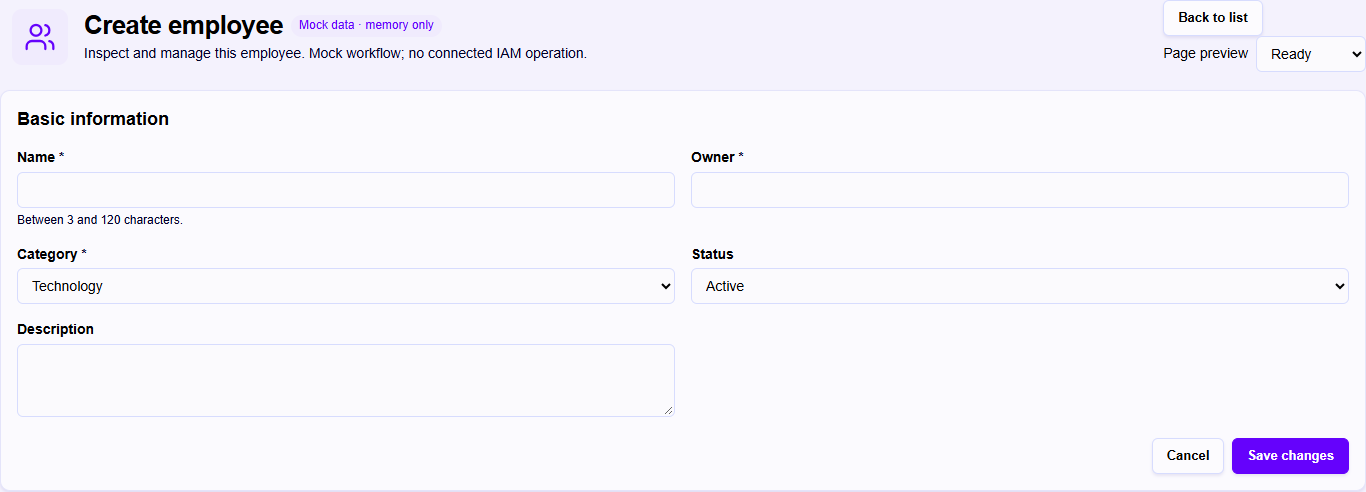 Create employee
Mock data · memory only
Inspect and manage this employee. Mock workflow; no connected IAM operation.
Back to list
Page preview
Ready
Basic information
Name *
Owner *
Between 3 and 120 characters.
Category *
Status
Technology
Active
Description
Cancel
Save changes